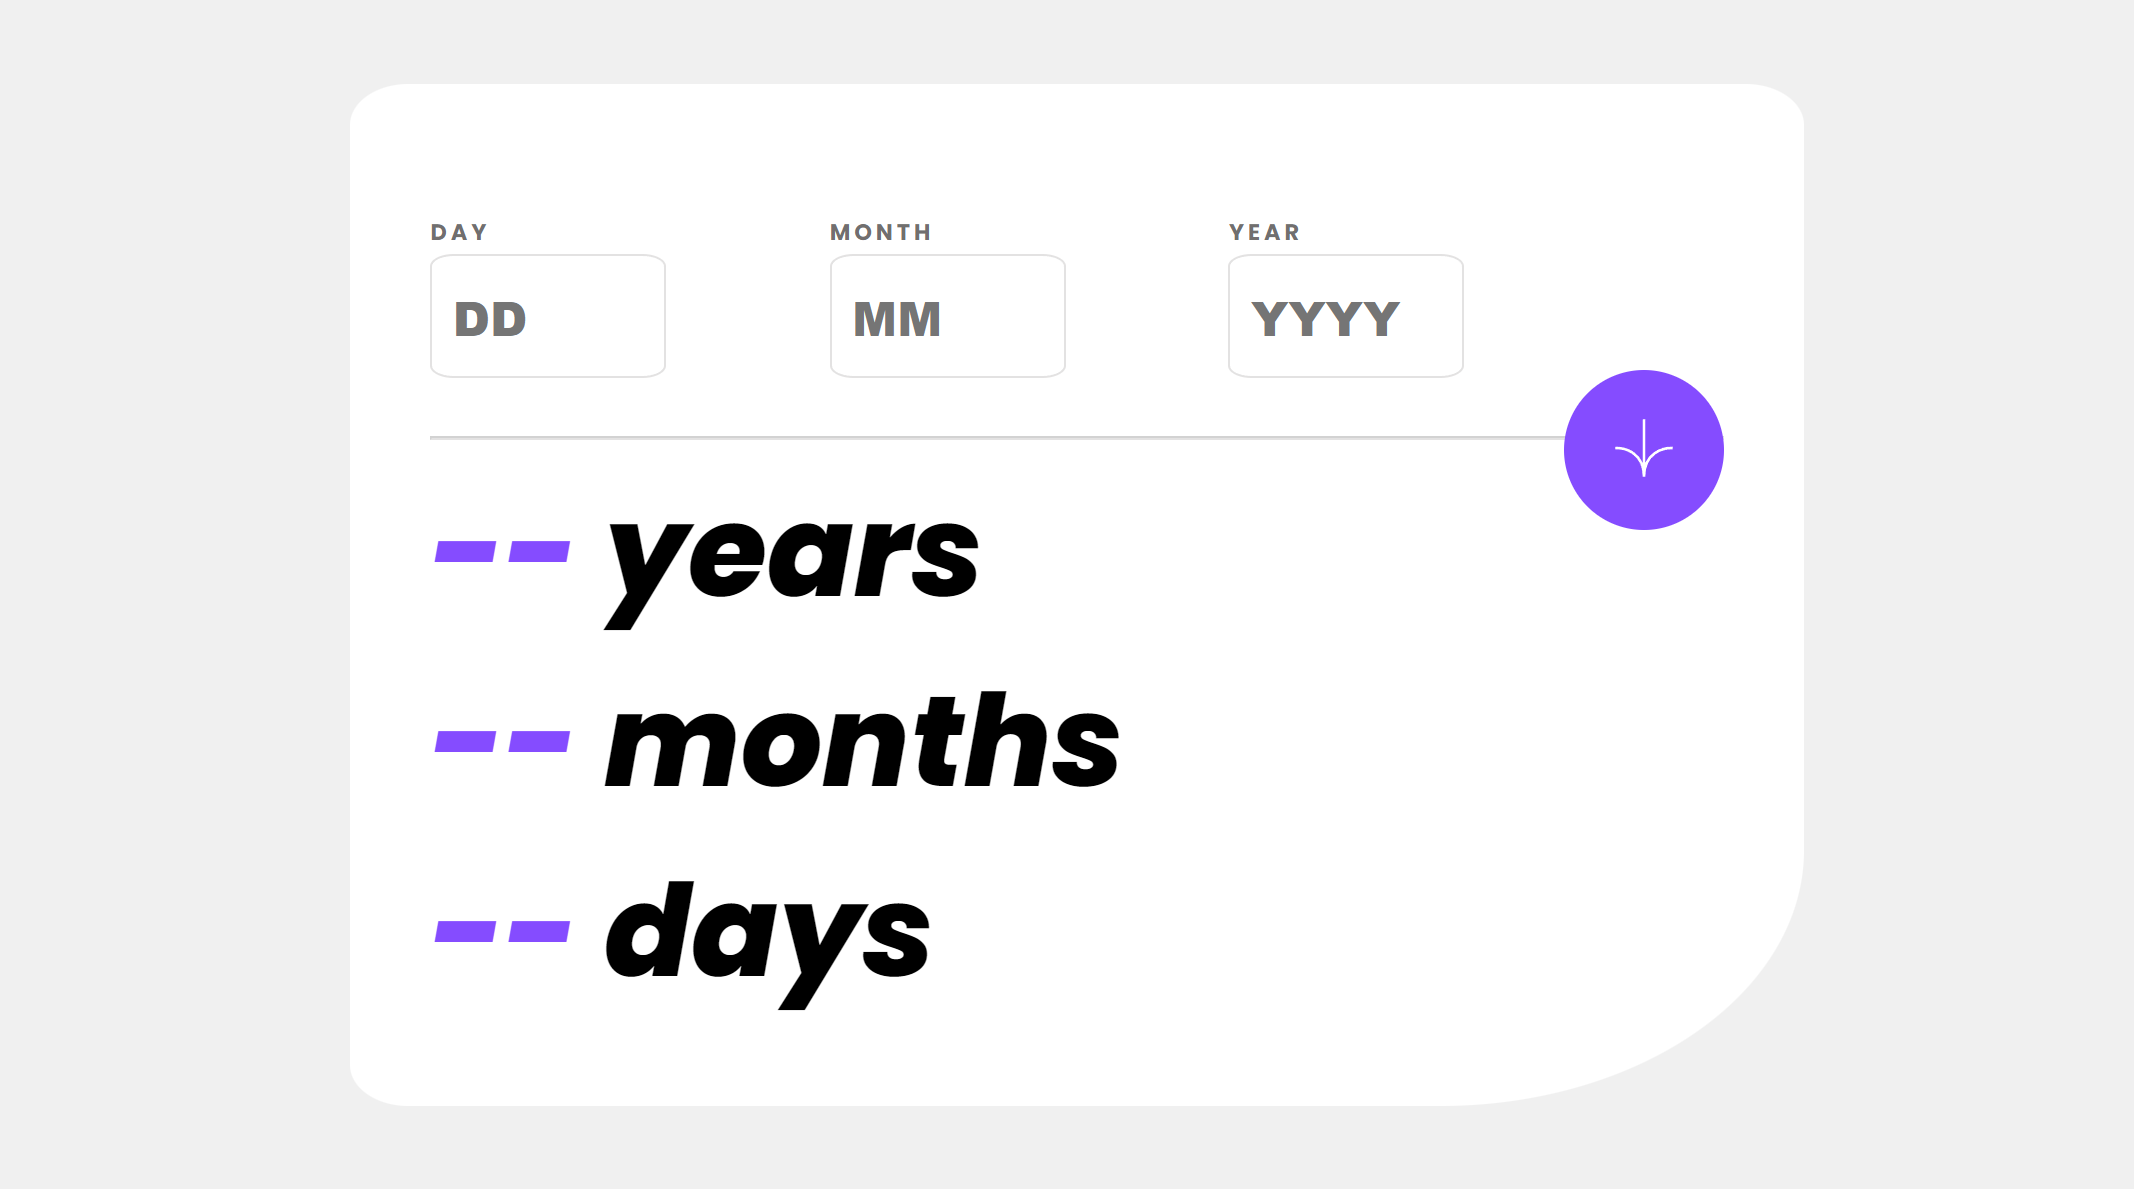 DAY MONTH YEAR
DD MM YYYY
-- years
-- months
-- days